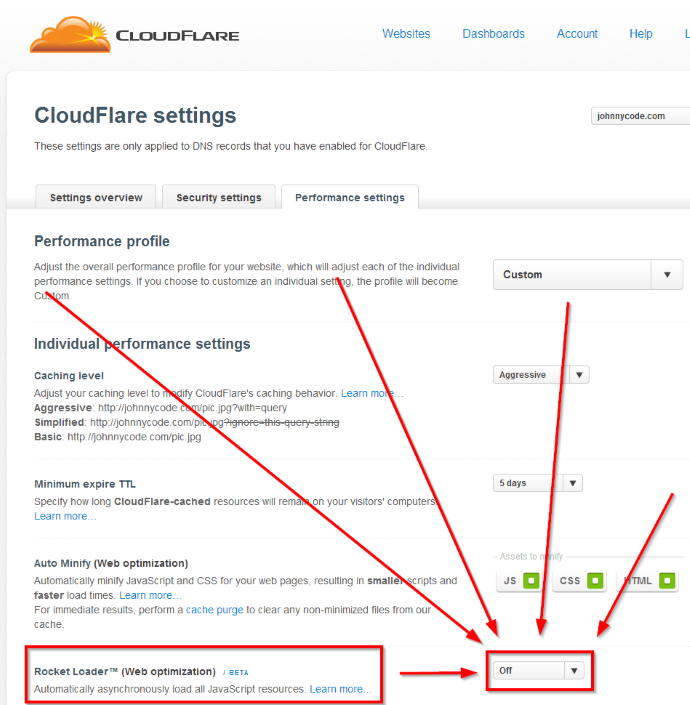 CLOUDFLARE
Websites Dashboards Account Help L
CloudFlare settings
johnnycode.com
These settings are only applied to DNS records that you have enabled for CloudFlare.
Settings overview Security settings Performance settings
Performance profile
Adjust the overall performance profile for your website, which will adjust each of the individual
performance settings. If you choose to customize an individual setting, the profile will become
Custom.
Custom
Individual performance settings
Caching level
Adjust your caching level to modify CloudFlare's caching behavior. Learn more…
Aggressive: http://johnnycode.com/pic.jpg?with=query
Simplified: http://johnnycode.com/pic.jpg?ignore=this-query-string
Basic: http://johnnycode.com/pic.jpg
Aggressive
Minimum expire TTL
Specify how long CloudFlare-cached resources will remain on your visitors' computers.
Learn more…
5 days
Auto Minify (Web optimization)
Automatically minify JavaScript and CSS for your web pages, resulting in smaller scripts and
faster load times. Learn more…
For immediate results, perform a cache purge to clear any non-minimized files from our
cache.
Assets to minify
JS CSS HTML
Rocket Loader™ (Web optimization) / BETA
Automatically asynchronously load all JavaScript resources. Learn more…
Off